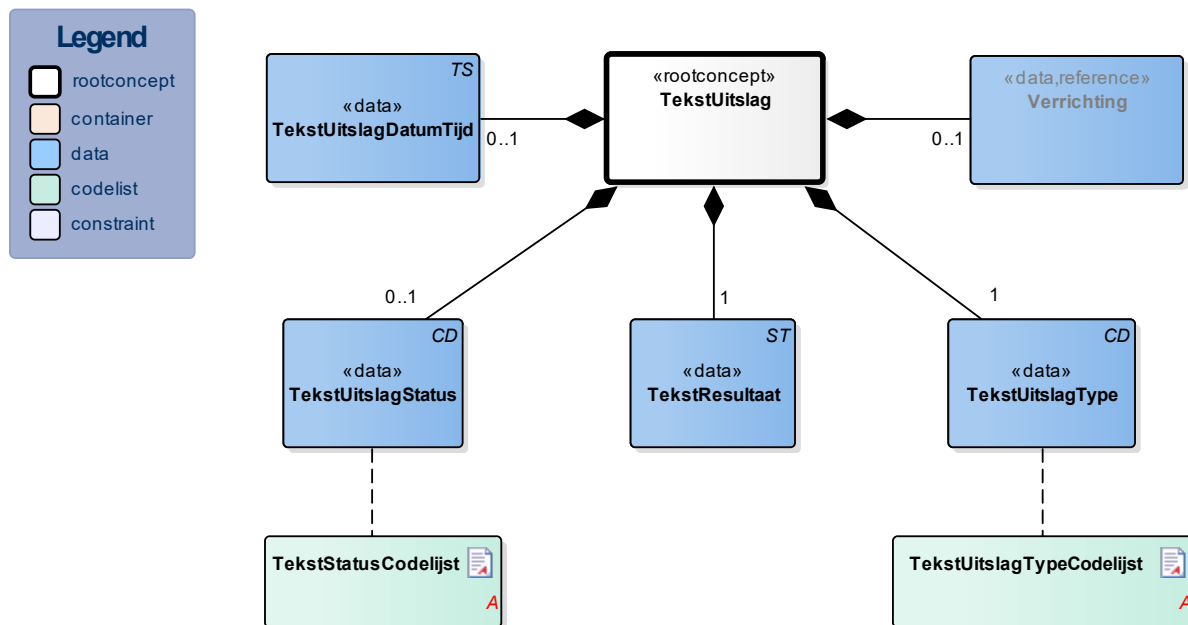 Legend
rootconcept
container
data
codelist
constraint
TS
«data»
TekstUitslagDatumTijd
0..1
«rootconcept»
TekstUitslag
«data,reference»
Verrichting
0..1
0..1
1
1
CD
«data»
TekstUitslagStatus
ST
«data»
TekstResultaat
CD
«data»
TekstUitslagType
TekstStatusCodelijst
A
TekstUitslagTypeCodelijst
A